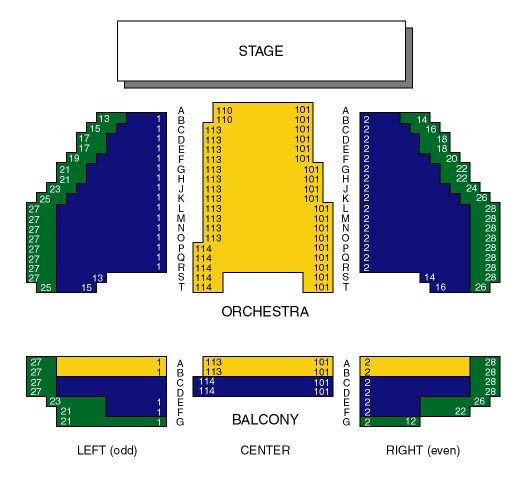 STAGE
A 110 101 A
13 1 B 110 101 B 2 14
15 1 C 113 101 C 2 16
17 1 D 113 101 D 2 18
17 1 E 113 101 E 2 18
19 1 F 113 101 F 2 20
21 1 G 113 101 G 2 22
21 1 H 113 101 H 2 22
23 1 J 113 101 J 2 24
25 1 K 113 101 K 2 26
27 1 L 113 101 L 2 28
27 1 M 113 101 M 2 28
27 1 N 113 101 N 2 28
27 1 O 113 101 O 2 28
27 1 P 114 101 P 2 28
27 1 Q 114 101 Q 2 28
27 1 R 114 101 R 2 28
27 13 S 114 101 S 14 28
25 15 T 114 101 T 16 26
ORCHESTRA
27 1 A 113 101 A 2 28
27 1 B 113 101 B 2 28
27 C 114 101 C 2 28
27 D 114 101 D 2 28
23 1 E E 2 26
21 1 F F 2 22
21 1 G G 2 12
BALCONY
LEFT (odd) CENTER RIGHT (even)